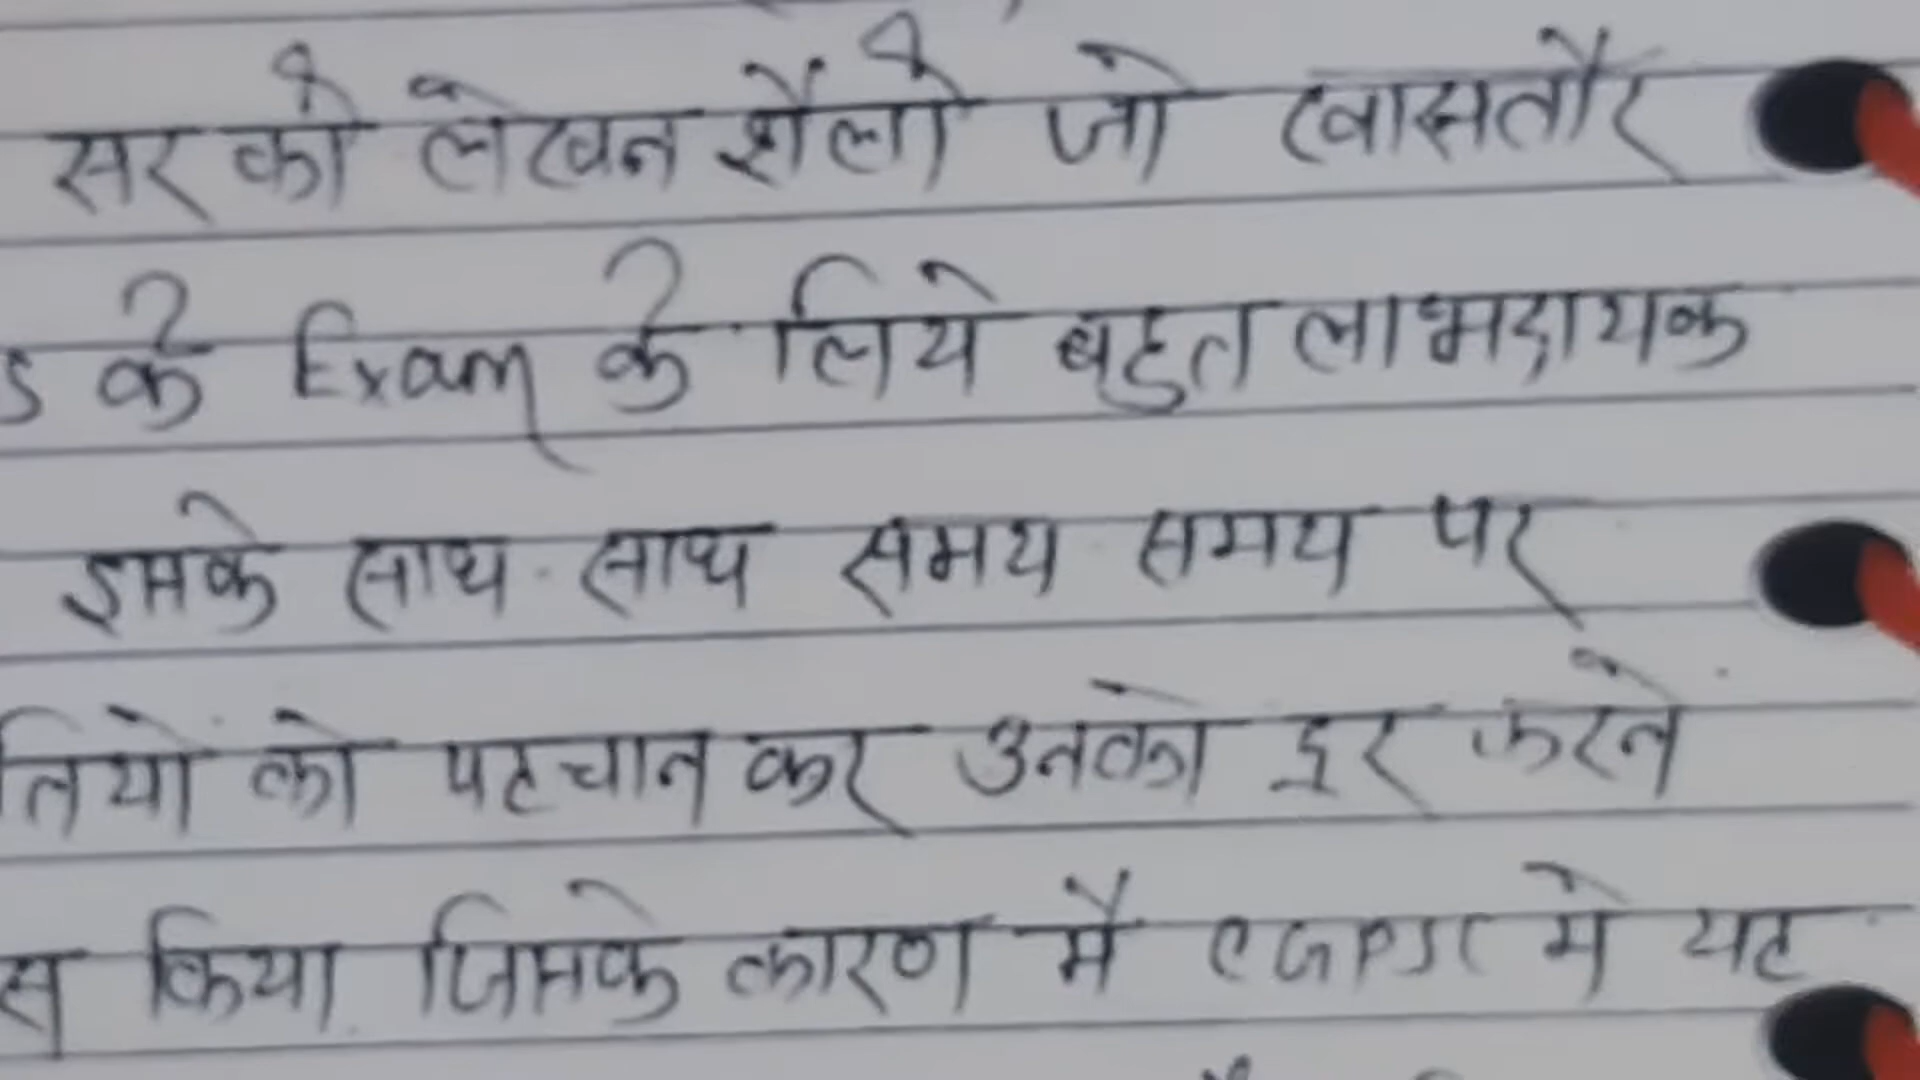 सर की लेखन शैली जो खासतौर
s के Exam के लिये बहुत लाभदायक
इसके साथ-साथ समय समय पर
तियों को पहचान कर उनको दूर करने
स किया जिसके कारण मै CGPSC मे यह